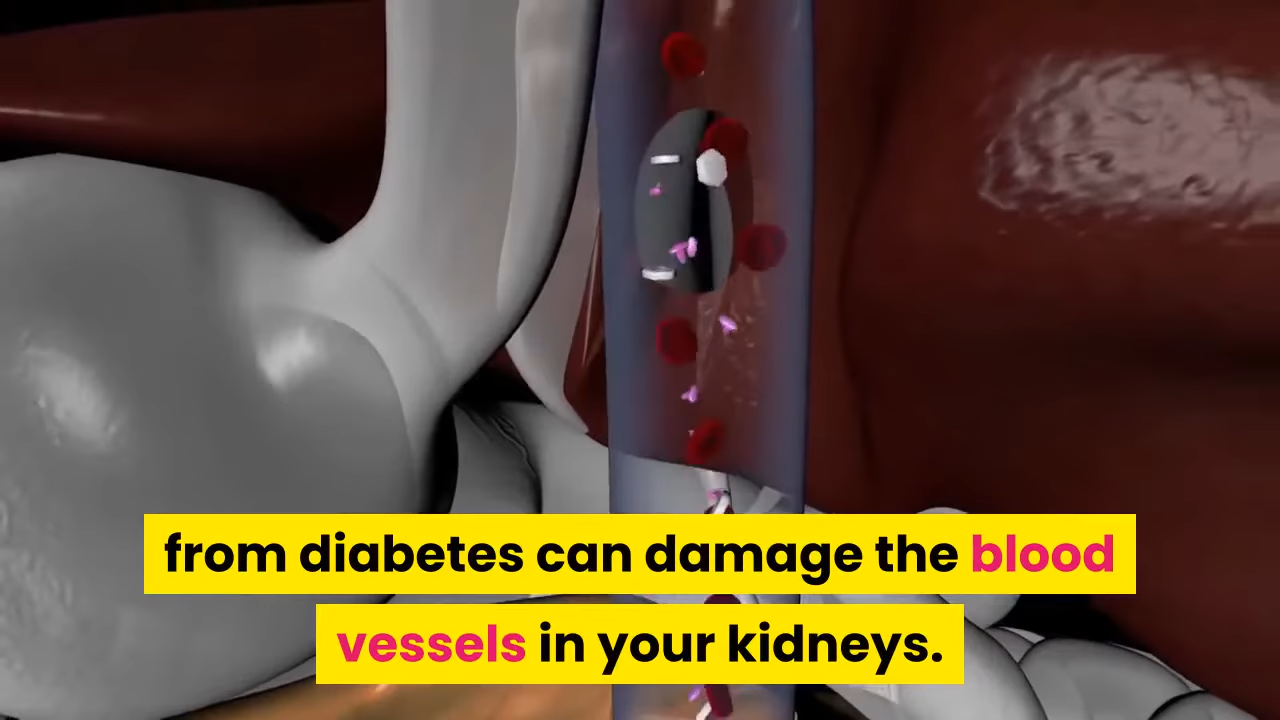 from diabetes can damage the blood
vessels in your kidneys.